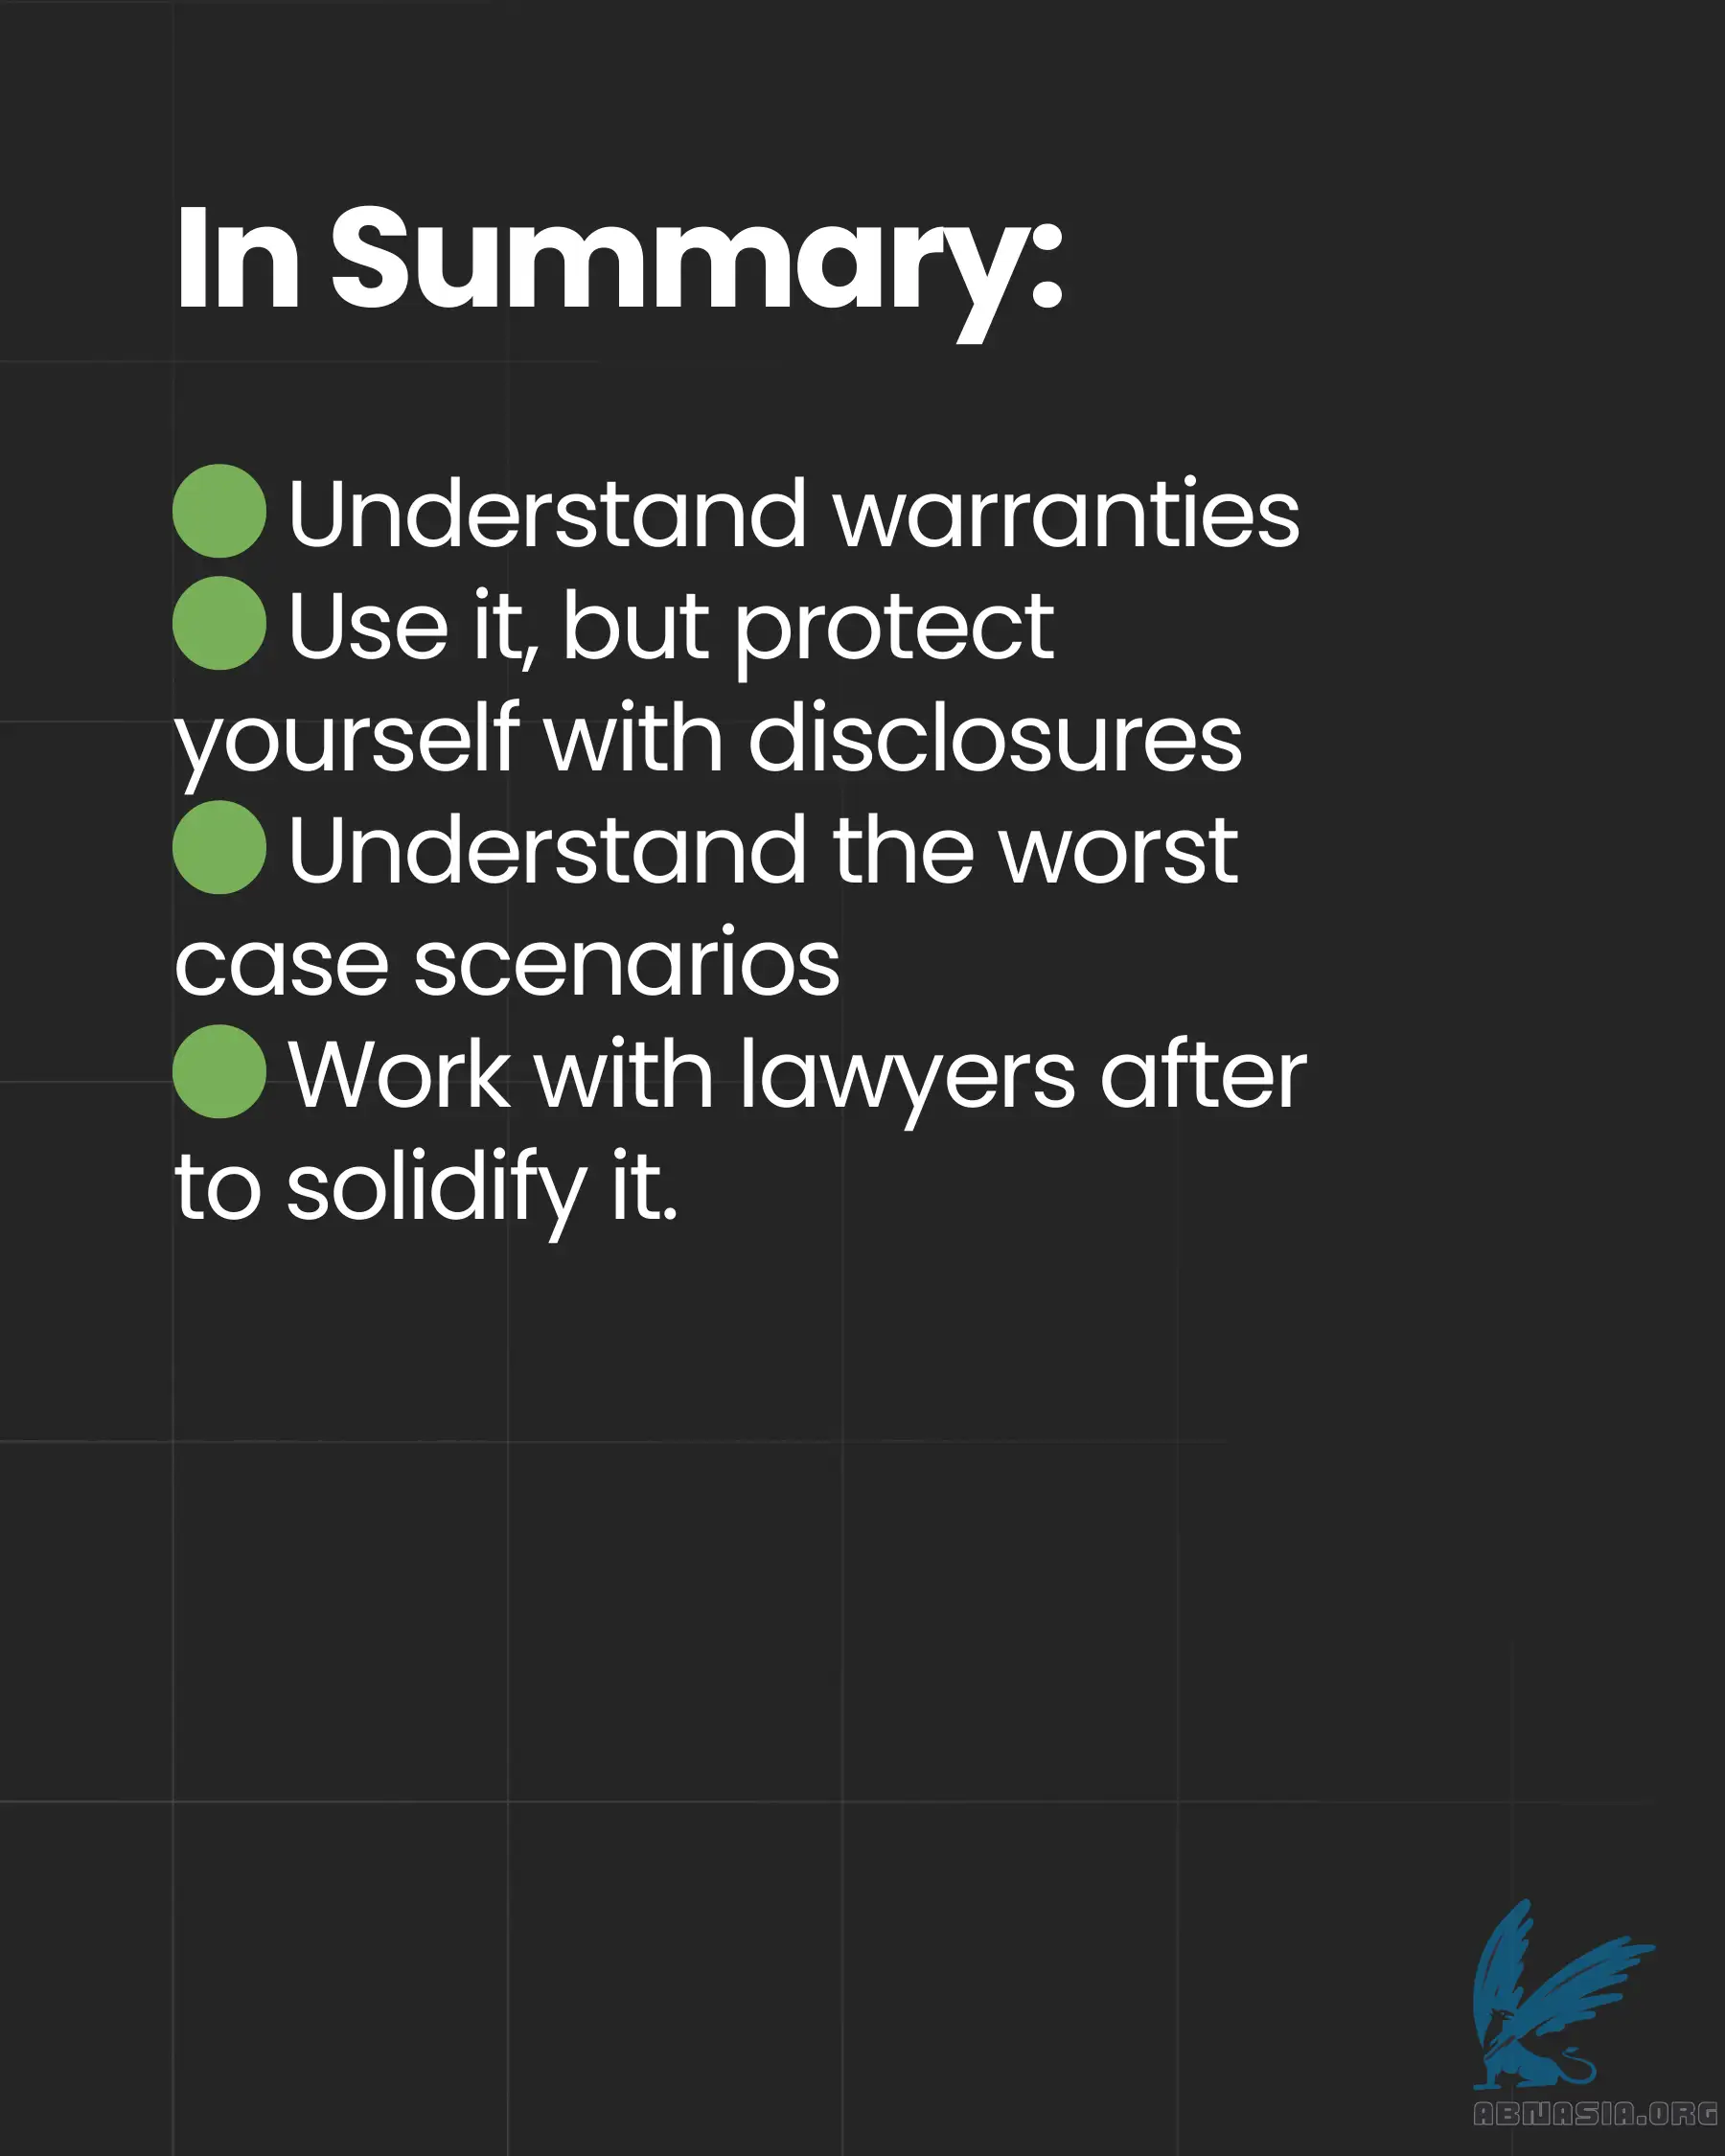 In Summary:
Understand warranties
Use it, but protect
yourself with disclosures
Understand the worst
case scenarios
Work with lawyers after
to solidify it.
ABNASIA.ORG